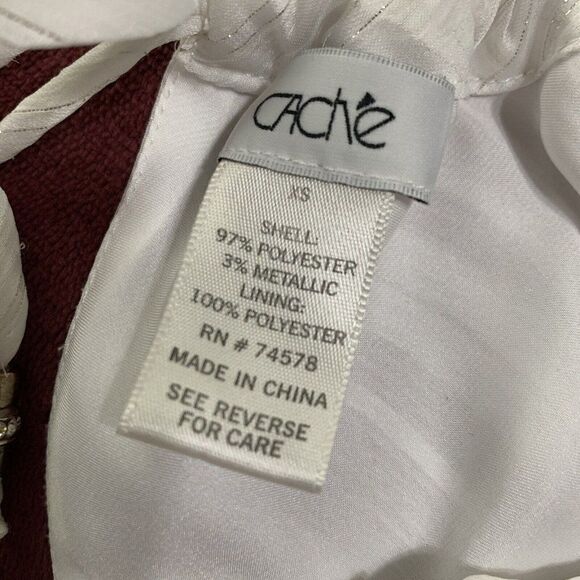 CAChé
XS
SHELL:
97% POLYESTER
3% METALLIC
LINING:
100% POLYESTER
RN # 74578
MADE IN CHINA
SEE REVERSE
FOR CARE